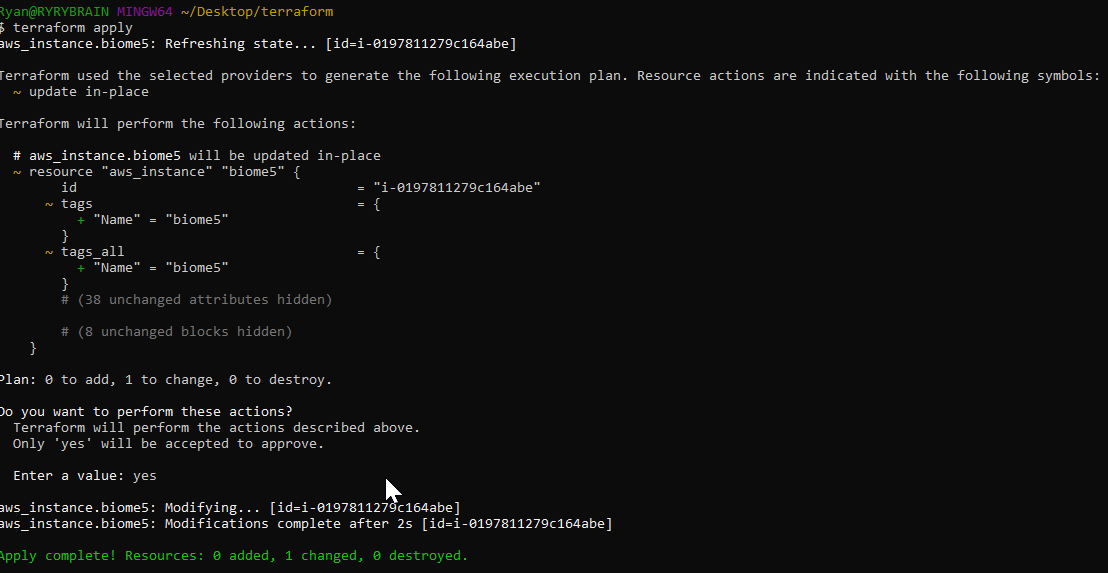 Ryan@RYRYBRAIN MINGW64 ~/Desktop/terraform
$ terraform apply
aws_instance.biome5: Refreshing state... [id=i-0197811279c164abe]
Terraform used the selected providers to generate the following execution plan. Resource actions are indicated with the following symbols:
~ update in-place
Terraform will perform the following actions:
# aws_instance.biome5 will be updated in-place
~ resource "aws_instance" "biome5" {
id = "i-0197811279c164abe"
~ tags = {
+ "Name" = "biome5"
}
~ tags_all = {
+ "Name" = "biome5"
}
# (38 unchanged attributes hidden)
# (8 unchanged blocks hidden)
}
Plan: 0 to add, 1 to change, 0 to destroy.
Do you want to perform these actions?
Terraform will perform the actions described above.
Only 'yes' will be accepted to approve.
Enter a value: yes
aws_instance.biome5: Modifying... [id=i-0197811279c164abe]
aws_instance.biome5: Modifications complete after 2s [id=i-0197811279c164abe]
Apply complete! Resources: 0 added, 1 changed, 0 destroyed.